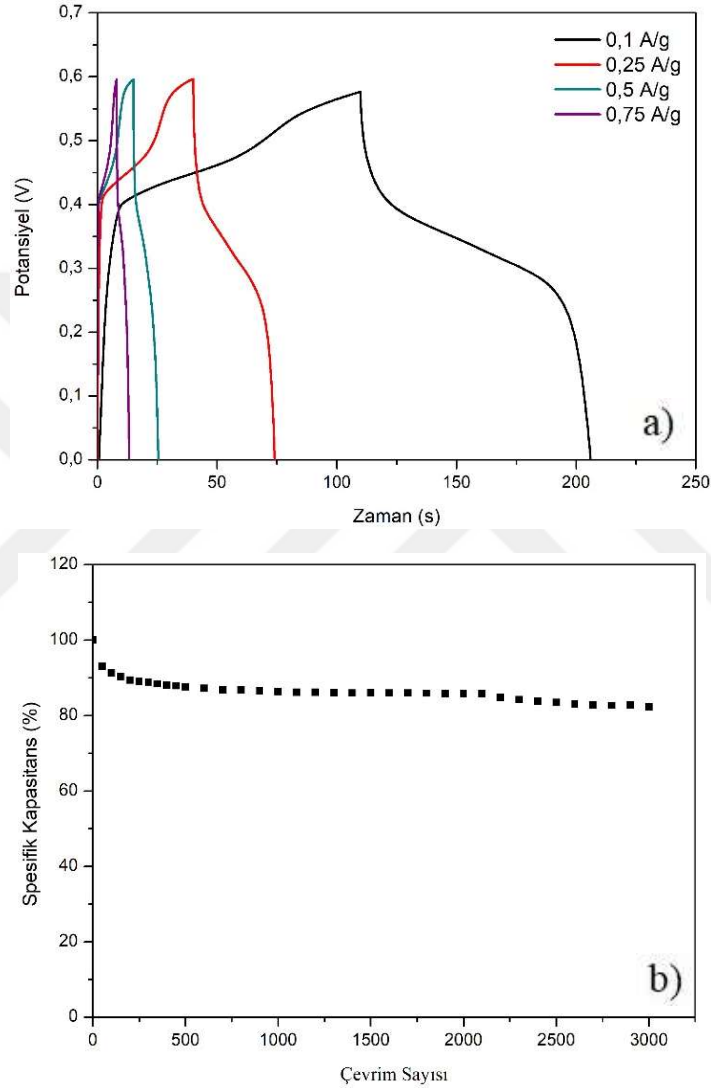 0,7
0,6
0,5
0,4
0,3
0,2
0,1
0,0
Potansiyel (V)
0,1 A/g
0,25 A/g
0,5 A/g
0,75 A/g
a)
0 50 100 150 200 250
Zaman (s)
120
100
80
60
40
20
0
Spesifik Kapasitans (%)
b)
0 500 1000 1500 2000 2500 3000
Çevrim Sayısı